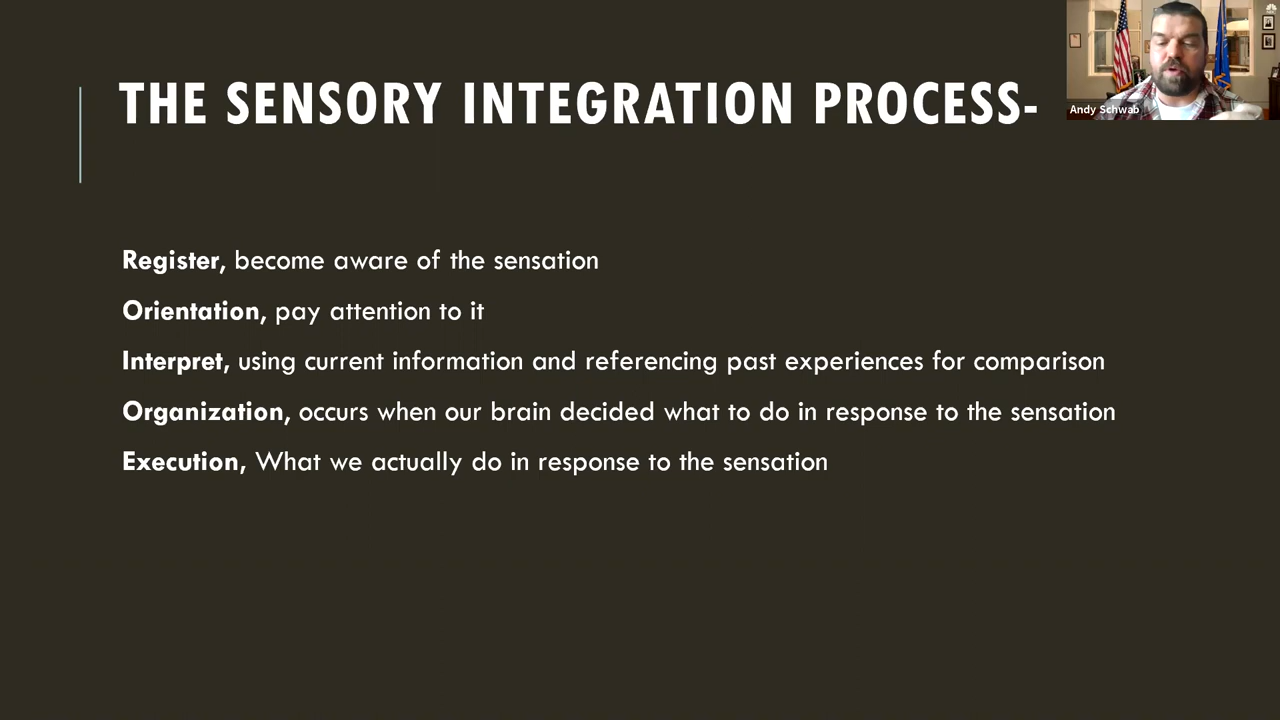 THE SENSORY INTEGRATION PROCESS-
Andy Schwab
Register, become aware of the sensation
Orientation, pay attention to it
Interpret, using current information and referencing past experiences for comparison
Organization, occurs when our brain decided what to do in response to the sensation
Execution, What we actually do in response to the sensation